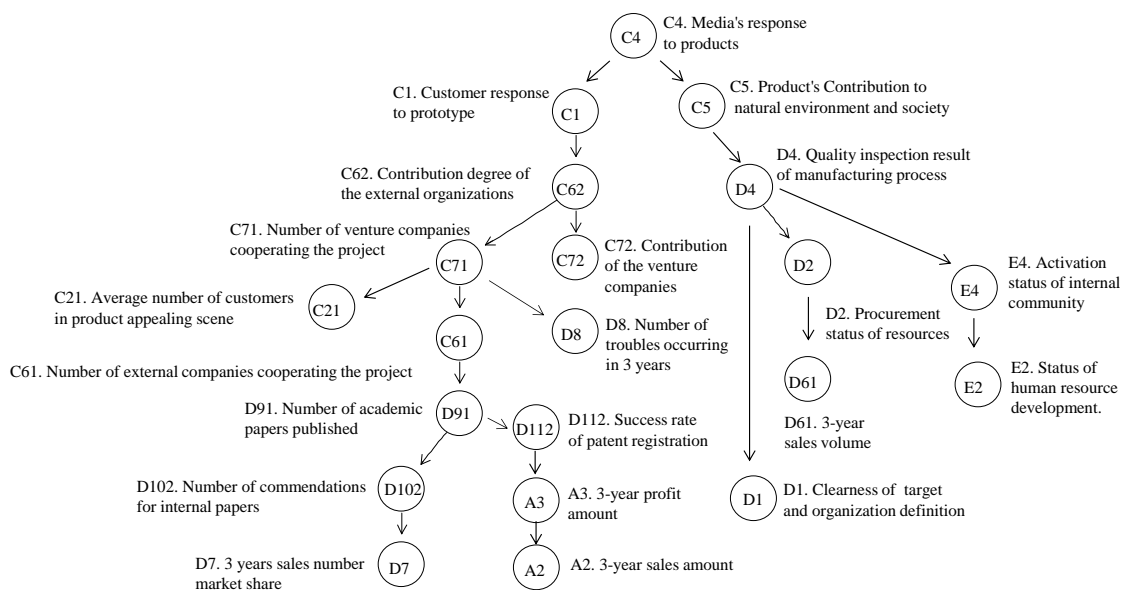 C4. Media's response
to products
C4
C5. Product's Contribution to
natural environment and society
C1. Customer response
to prototype
C1
C5
D4. Quality inspection result
of manufacturing process
C62. Contribution degree of
the external organizations
C62
D4
C71. Number of venture companies
cooperating the project
C71
C72
C72. Contribution
of the venture
companies
D2
E4
E4. Activation
status of internal
community
C21. Average number of customers
in product appealing scene
C21
D8
D8. Number of
troubles occurring
in 3 years
D2. Procurement
status of resources
C61
C61. Number of external companies cooperating the project
D61
E2
E2. Status of
human resource
development.
D91. Number of academic
papers published
D91
D112
D112. Success rate
of patent registration
D61. 3-year
sales volume
D102. Number of commendations
for internal papers
D102
A3
A3. 3-year profit
amount
D1
D1. Clearness of target
and organization definition
D7. 3 years sales number
market share
D7
A2
A2. 3-year sales amount